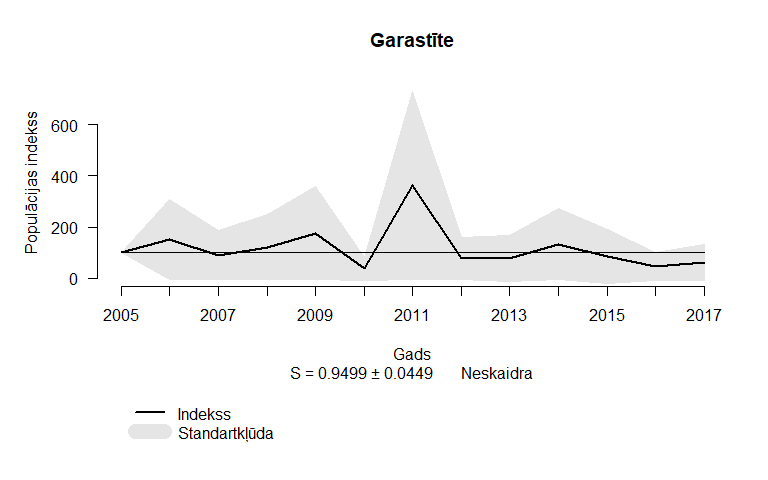 Garastīte
Populācijas indekss
600
400
200
0
2005 2007 2009 2011 2013 2015 2017
Gads
S = 0.9499 ± 0.0449 Neskaidra
Indekss
Standartkļūda